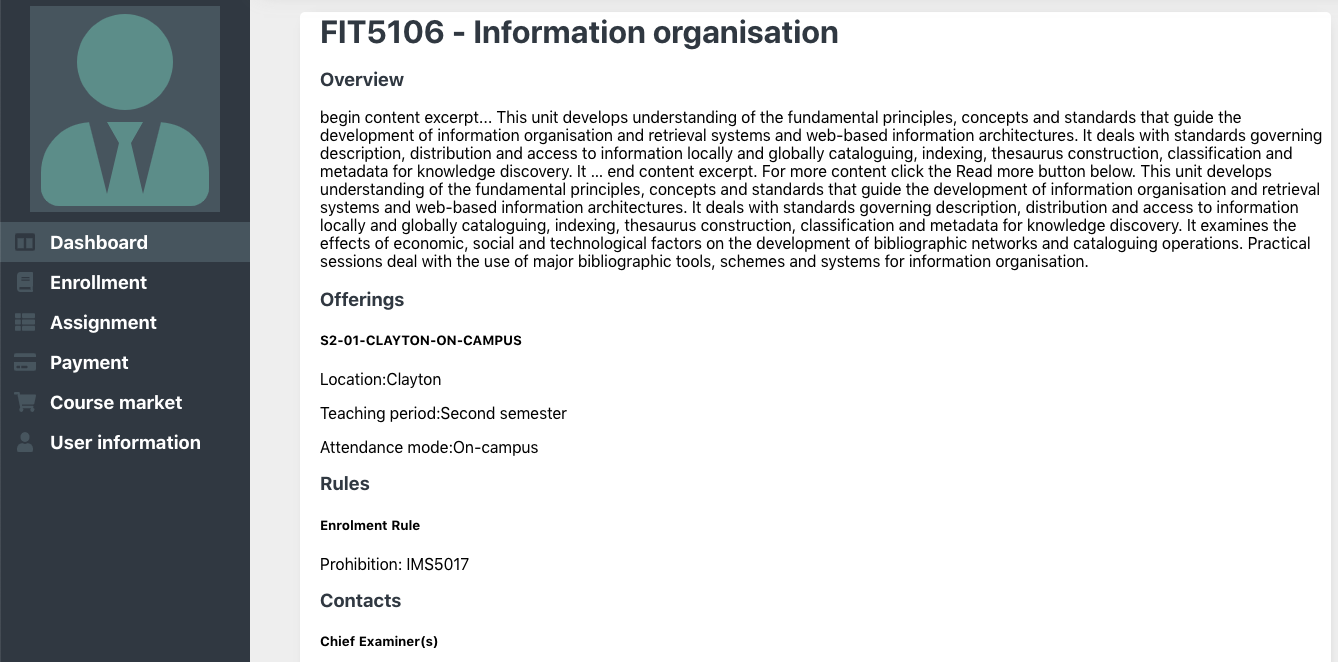 Dashboard
Enrollment
Assignment
Payment
Course market
User information
FIT5106 - Information organisation
Overview
begin content excerpt... This unit develops understanding of the fundamental principles, concepts and standards that guide the
development of information organisation and retrieval systems and web-based information architectures. It deals with standards governing
description, distribution and access to information locally and globally cataloguing, indexing, thesaurus construction, classification and
metadata for knowledge discovery. It ... end content excerpt. For more content click the Read more button below. This unit develops
understanding of the fundamental principles, concepts and standards that guide the development of information organisation and retrieval
systems and web-based information architectures. It deals with standards governing description, distribution and access to information
locally and globally cataloguing, indexing, thesaurus construction, classification and metadata for knowledge discovery. It examines the
effects of economic, social and technological factors on the development of bibliographic networks and cataloguing operations. Practical
sessions deal with the use of major bibliographic tools, schemes and systems for information organisation.
Offerings
S2-01-CLAYTON-ON-CAMPUS
Location:Clayton
Teaching period:Second semester
Attendance mode:On-campus
Rules
Enrolment Rule
Prohibition: IMS5017
Contacts
Chief Examiner(s)